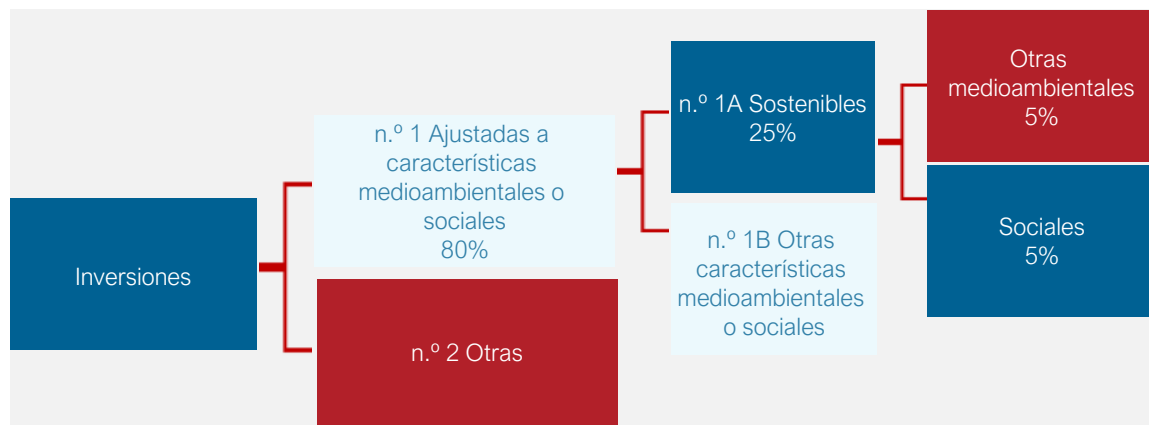 Inversiones
n.º 1 Ajustadas a
características
medioambientales o
sociales
80%
n.º 2 Otras
n.º 1A Sostenibles
25%
n.º 1B Otras
características
medioambientales
o sociales
Otras
medioambientales
5%
Sociales
5%